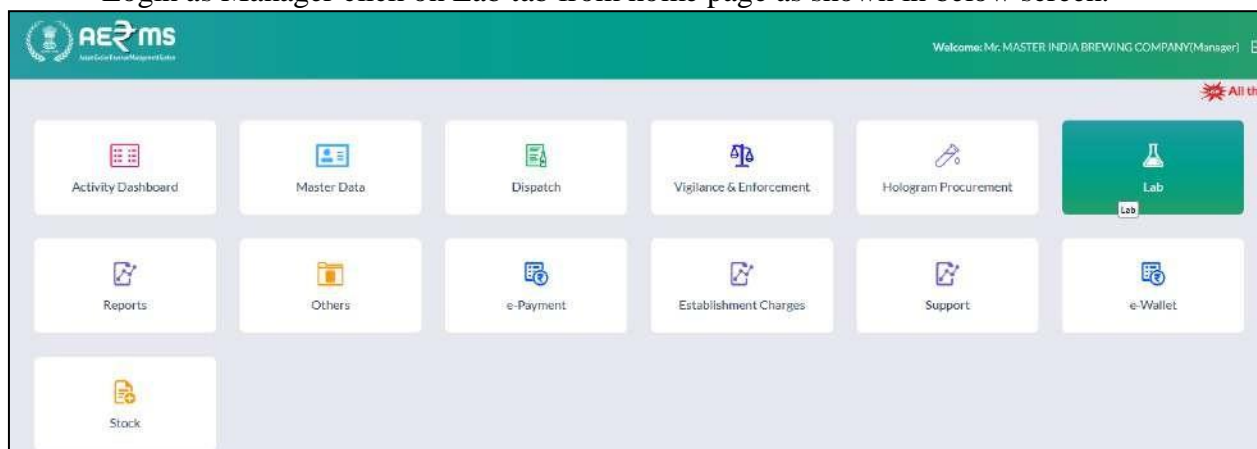 Login as Manager click on Lab tab from home page as shown in below screen.
AE₹MS
Welcome: Mr. MASTER INDIA BREWING COMPANY(Manager)
All th
Activity Dashboard
Master Data
Dispatch
Vigilance & Enforcement
Hologram Procurement
Lab
Lab
Reports
Others
e-Payment
Establishment Charges
Support
e-Wallet
Stock